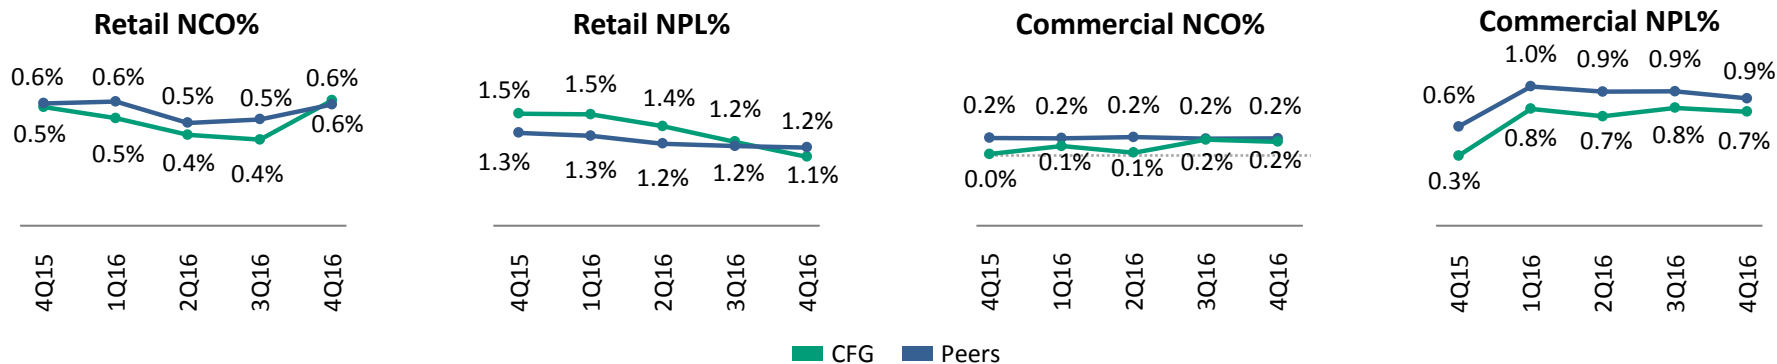 Retail NCO%
0.6%
0.6%
0.5%
0.5%
0.6%
0.5%
0.5%
0.4%
0.4%
0.6%
4Q15
1Q16
2Q16
3Q16
4Q16
Retail NPL%
1.5%
1.5%
1.4%
1.2%
1.2%
1.3%
1.3%
1.2%
1.2%
1.1%
4Q15
1Q16
2Q16
3Q16
4Q16
Commercial NCO%
0.2%
0.2%
0.2%
0.2%
0.2%
0.0%
0.1%
0.1%
0.2%
0.2%
4Q15
1Q16
2Q16
3Q16
4Q16
Commercial NPL%
0.6%
1.0%
0.9%
0.9%
0.9%
0.3%
0.8%
0.7%
0.8%
0.7%
4Q15
1Q16
2Q16
3Q16
4Q16
CFG
Peers